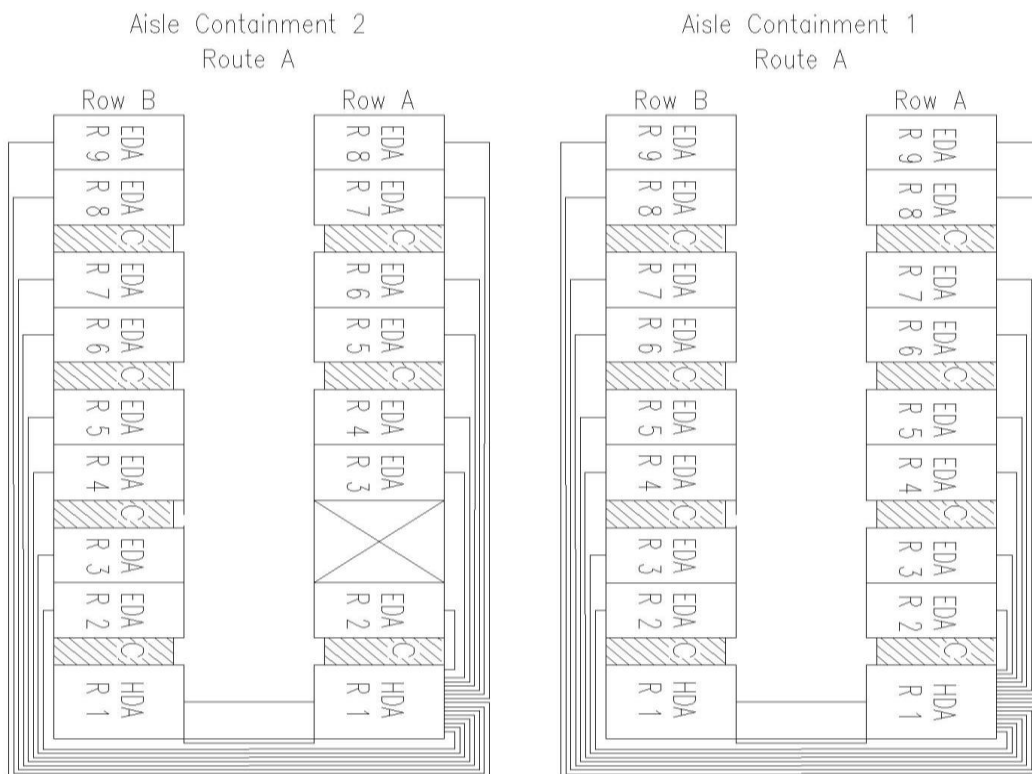 Aisle Containment 2
Route A
Row B
EDA
R 9
EDA
R 8
C
EDA
R 7
EDA
R 6
C
EDA
R 5
EDA
R 4
C
EDA
R 3
EDA
R 2
C
HDA
R 1
Row A
EDA
R 8
EDA
R 7
C
EDA
R 6
EDA
R 5
C
EDA
R 4
EDA
R 3
EDA
R 2
C
HDA
R 1
Aisle Containment 1
Route A
Row B
EDA
R 9
EDA
R 8
C
EDA
R 7
EDA
R 6
C
EDA
R 5
EDA
R 4
C
EDA
R 3
EDA
R 2
C
HDA
R 1
Row A
EDA
R 9
EDA
R 8
C
EDA
R 7
EDA
R 6
C
EDA
R 5
EDA
R 4
C
EDA
R 3
EDA
R 2
C
HDA
R 1